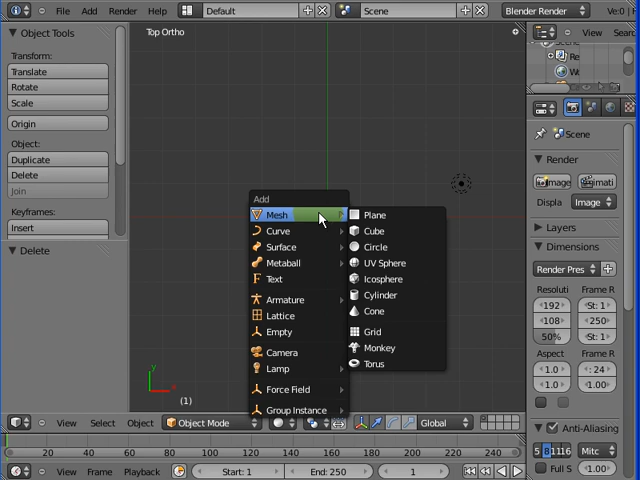 File Add Render Help Default Scene Blender Render
Object Tools
Transform:
Translate
Rotate
Scale
Origin
Object:
Duplicate
Delete
Join
Keyframes:
Insert
Delete
Top Ortho
Add
Mesh
Curve
Surface
Metaball
Text
Armature
Lattice
Empty
Camera
Lamp
Force Field
Group Instance
Plane
Cube
Circle
UV Sphere
Icosphere
Cylinder
Cone
Grid
Monkey
Torus
y
x
(1)
View
Re
Scene
Render
Image
Displa Image
Layers
Dimensions
Render Pres
Resoluti Frame R
192 St: 1
108 250
50% St: 1
Aspect Frame R
1.0 : 24
1.0 1.00
Anti-Aliasing
5 8 11 16 Mitc
Full S 1.00
View Select Object Object Mode Global
20 40 60 80 100 120 140 160 180 200 220 240
View Frame Playback Start: 1 End: 250 1